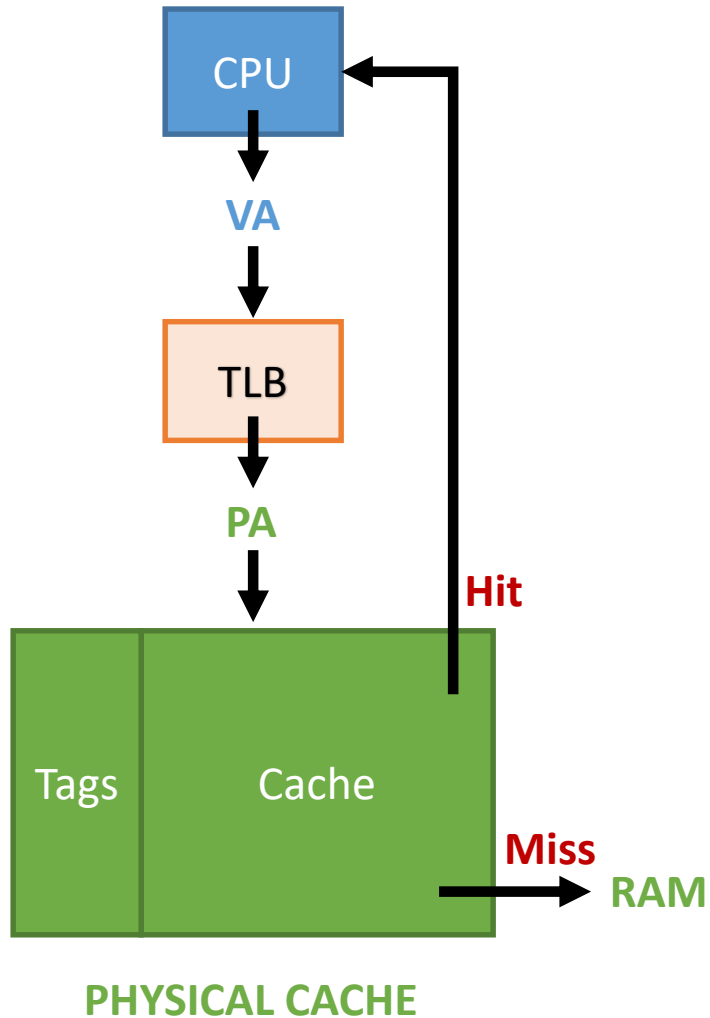 CPU
VA
TLB
PA
Hit
Tags
Cache
Miss
RAM
PHYSICAL CACHE